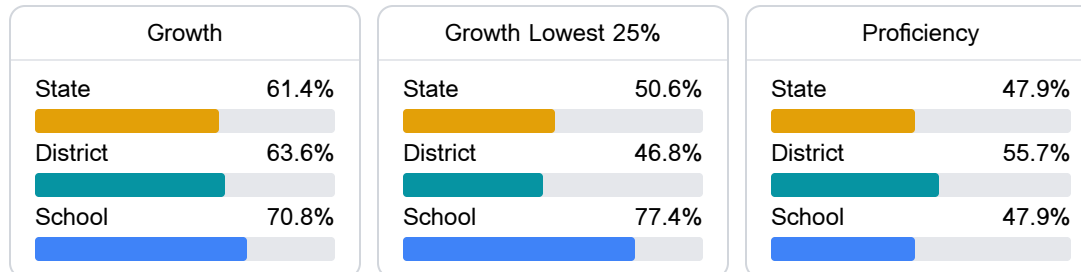 Growth
State 61.4%
District 63.6%
School 70.8%
Growth Lowest 25%
State 50.6%
District 46.8%
School 77.4%
Proficiency
State 47.9%
District 55.7%
School 47.9%